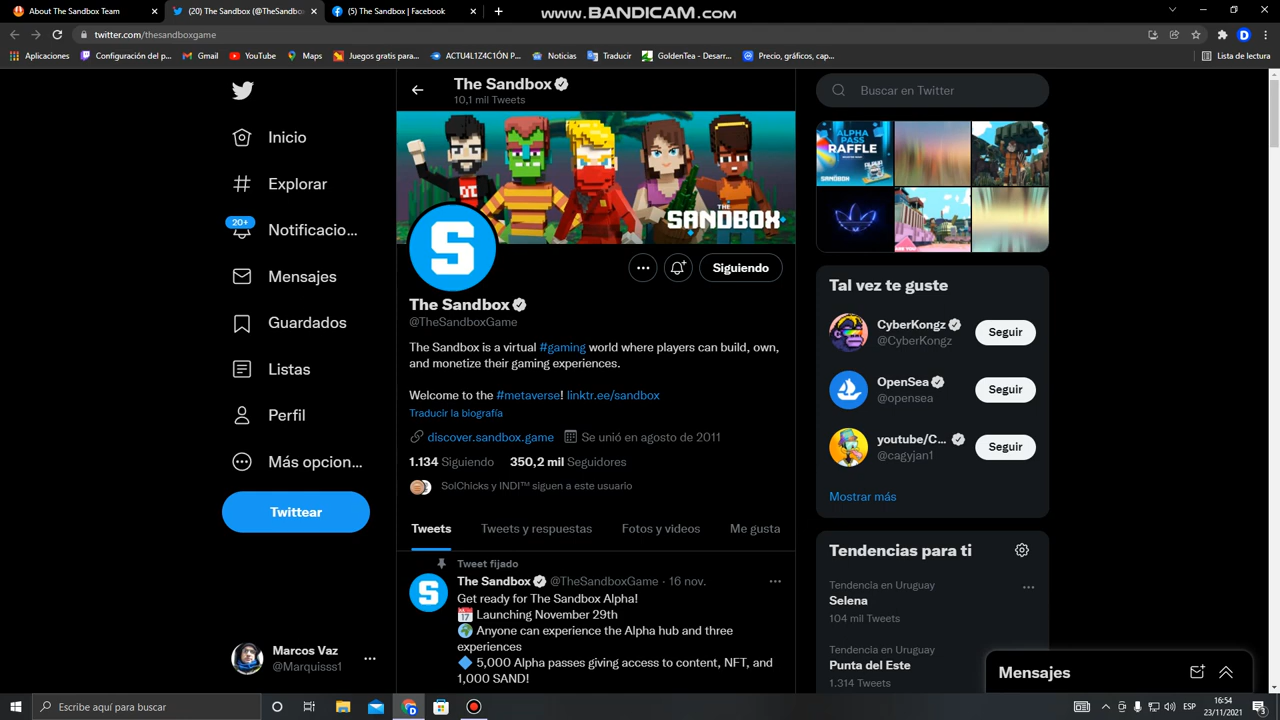 About The Sandbox Team
(20) The Sandbox (@TheSandbox
(5) The Sandbox | Facebook
www.BANDICAM.com
twitter.com/thesandboxgame
Aplicaciones
Configuración del p...
Gmail
YouTube
Maps
Juegos gratis para...
ACTU4L1Z4C1ÓN P...
Noticias
Traducir
GoldenTea - Desarr...
Precio, gráficos, cap...
Lista de lectura
Inicio
Explorar
20+
Notificacio...
Mensajes
Guardados
Listas
Perfil
Más opcion...
Twittear
Marcos Vaz
@Marquisss1
The Sandbox
10,1 mil Tweets
THE
SANDBOX
S
Siguiendo
The Sandbox
@TheSandboxGame
The Sandbox is a virtual #gaming world where players can build, own,
and monetize their gaming experiences.
Welcome to the #metaverse! linktr.ee/sandbox
Traducir la biografía
discover.sandbox.game Se unió en agosto de 2011
1.134 Siguiendo 350,2 mil Seguidores
SolChicks y INDI™ siguen a este usuario
Tweets Tweets y respuestas Fotos y videos Me gusta
Tweet fijado
The Sandbox @TheSandboxGame · 16 nov.
Get ready for The Sandbox Alpha!
Launching November 29th
Anyone can experience the Alpha hub and three
experiences
5,000 Alpha passes giving access to content, NFT, and
1,000 SAND!
Buscar en Twitter
ALPHA
PASS
RAFFLE
SANDBOX
Tal vez te guste
CyberKongz
@CyberKongz
Seguir
OpenSea
@opensea
Seguir
youtube/C...
@cagyjan1
Seguir
Mostrar más
Tendencias para ti
Tendencia en Uruguay
Selena
104 mil Tweets
Tendencia en Uruguay
Punta del Este
1.314 Tweets
Mensajes
Escribe aquí para buscar
ESP
16:54
23/11/2021